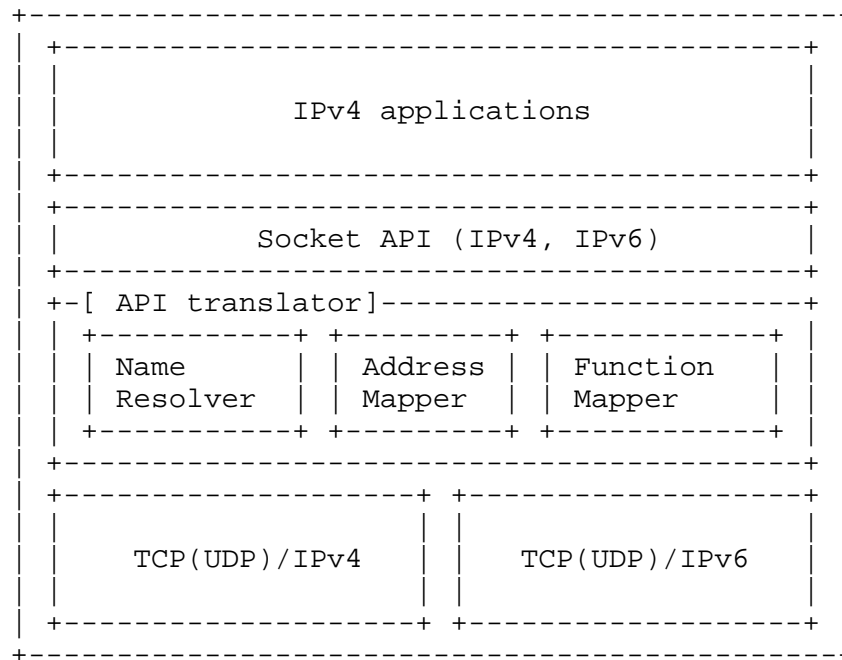 IPv4 applications
Socket API (IPv4, IPv6)
[ API translator]
Name Address Function
Resolver Mapper Mapper
TCP(UDP)/IPv4 TCP(UDP)/IPv6